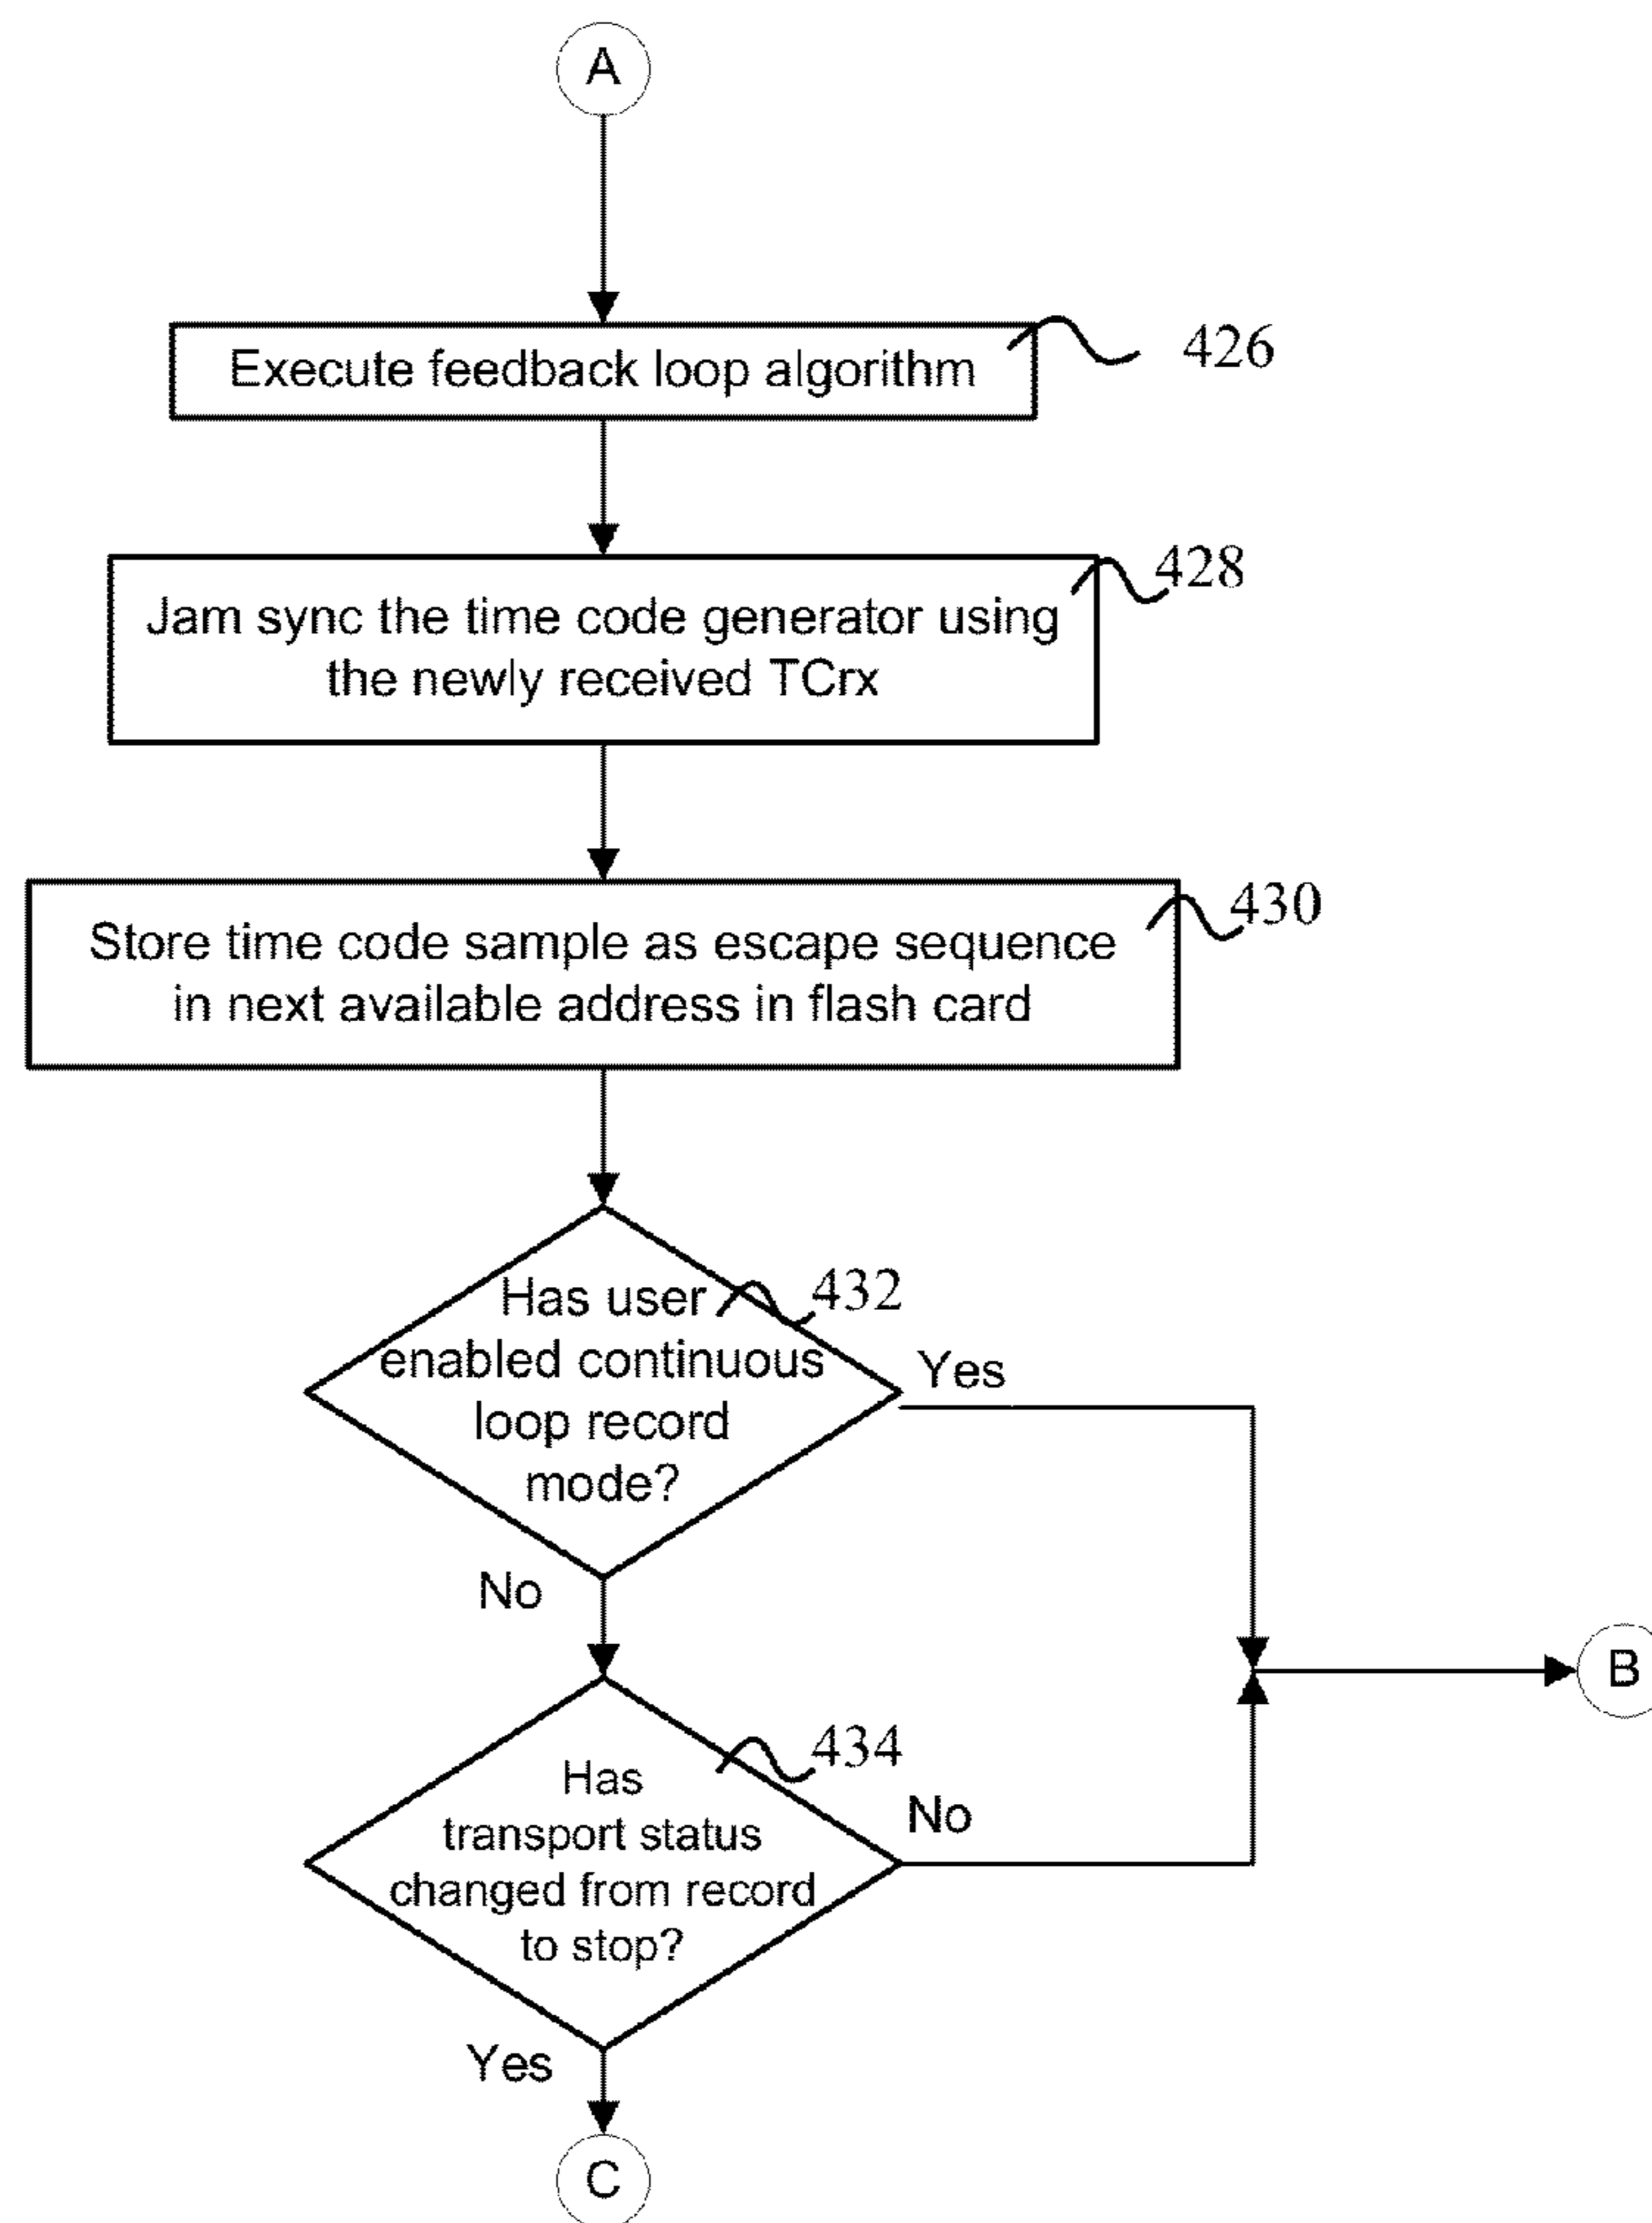 A
Execute feedback loop algorithm
426
Jam sync the time code generator using
the newly received TCrx
428
Store time code sample as escape sequence
in next available address in flash card
430
Has user
enabled continuous
loop record
mode?
432
Yes
No
B
Has
transport status
changed from record
to stop?
434
No
Yes
C